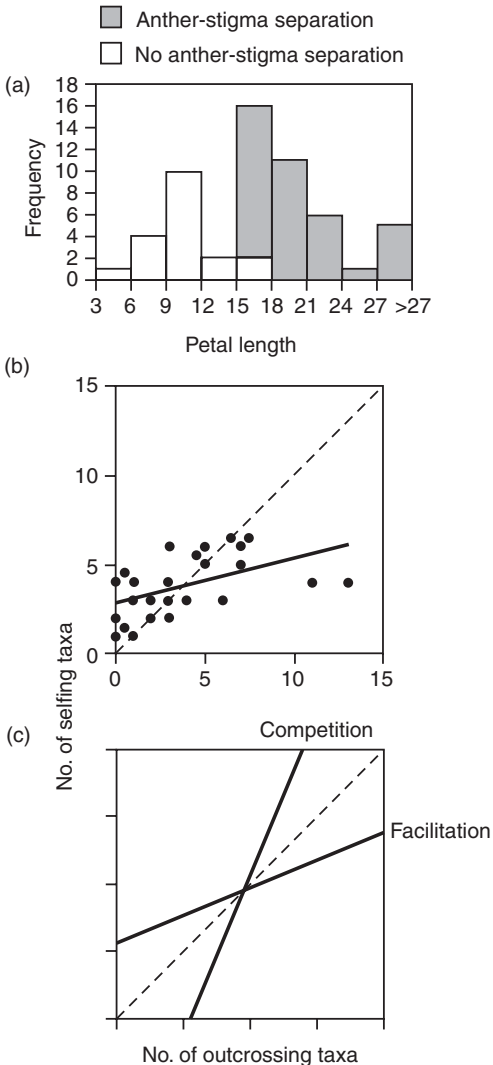 Anther-stigma separation
No anther-stigma separation
(a)
Frequency
18
16
14
12
10
8
6
4
2
0
3 6 9 12 15 18 21 24 27 >27
Petal length
(b)
15
10
5
0
0 5 10 15
No. of selfing taxa
(c)
Competition
Facilitation
No. of outcrossing taxa